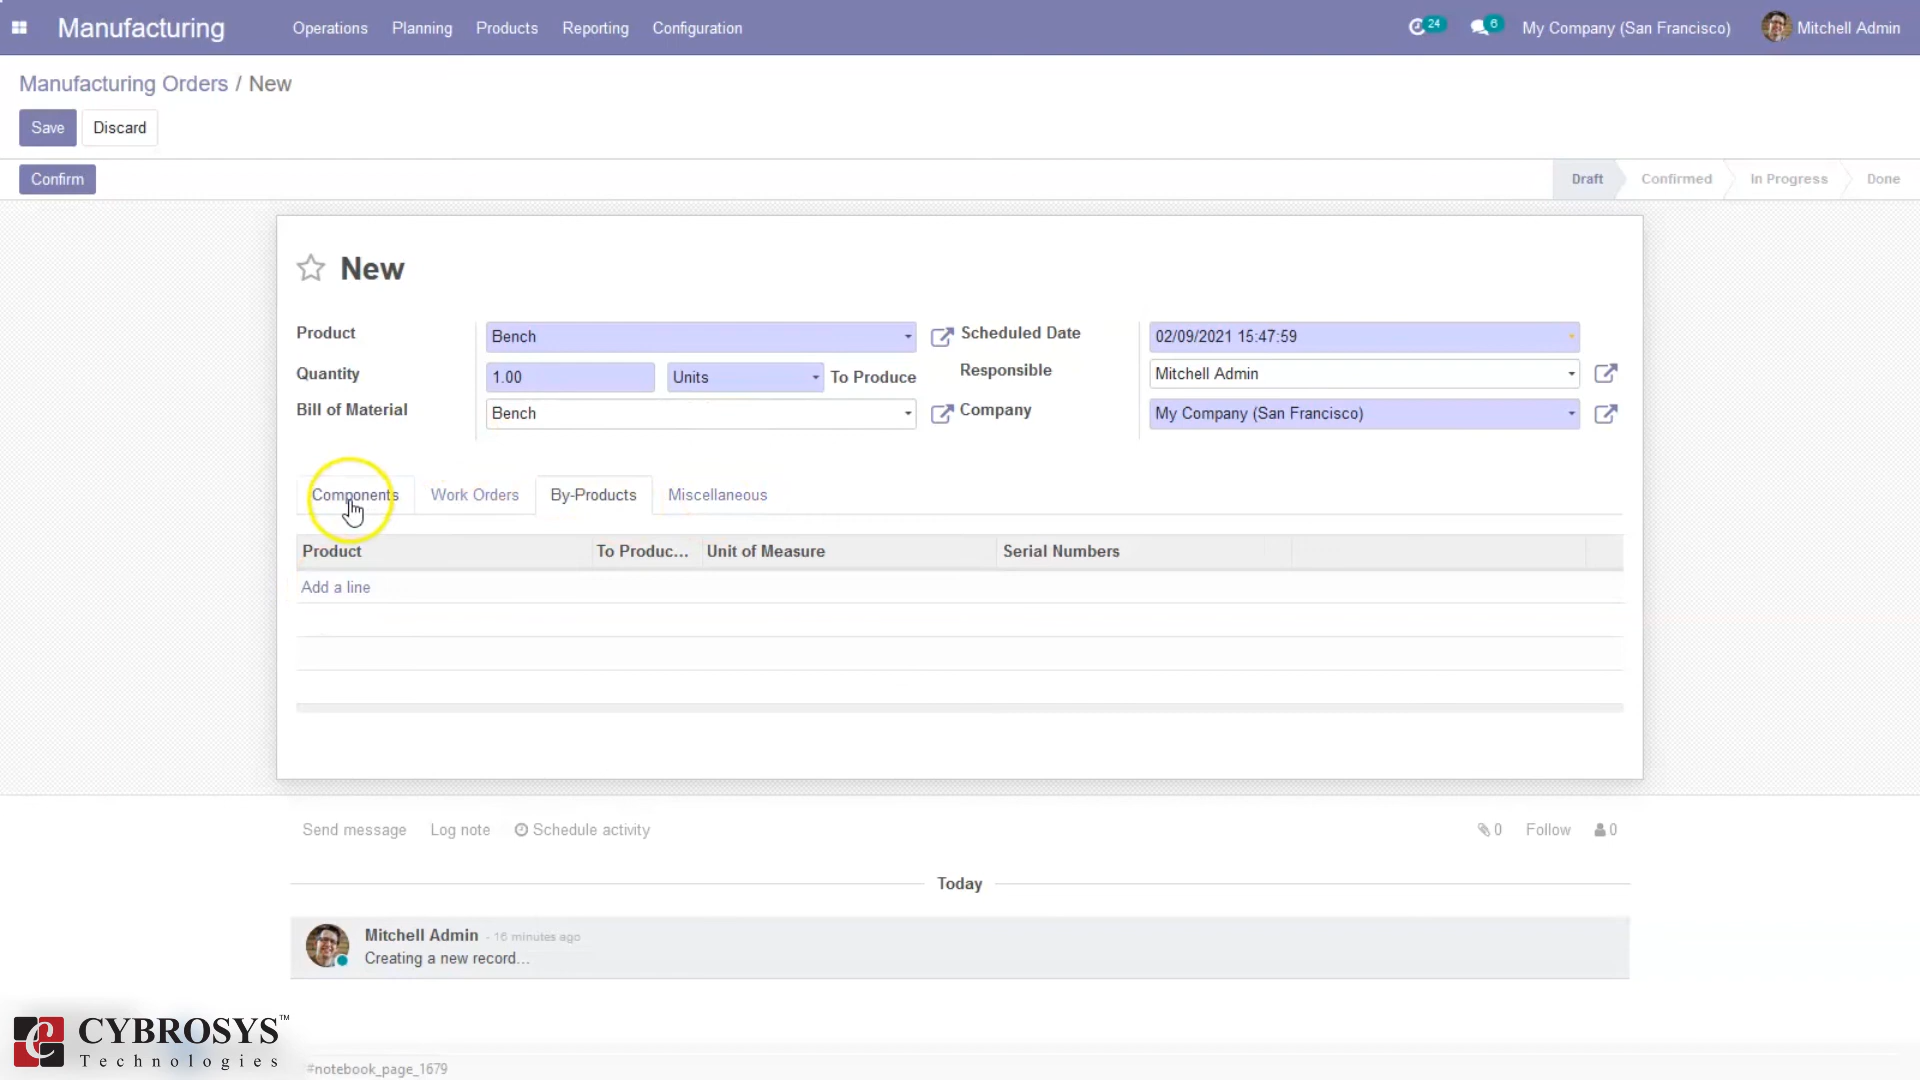 Manufacturing Operations Planning Products Reporting Configuration 24 6 My Company (San Francisco) Mitchell Admin
Manufacturing Orders / New
Save Discard
Confirm Draft Confirmed In Progress Done
New
Product Bench Scheduled Date 02/09/2021 15:47:59
Quantity 1.00 Units To Produce Responsible Mitchell Admin
Bill of Material Bench Company My Company (San Francisco)
Components Work Orders By-Products Miscellaneous
Product To Produc... Unit of Measure Serial Numbers
Add a line
Send message Log note Schedule activity 0 Follow 0
Today
Mitchell Admin - 16 minutes ago
Creating a new record...
CYBROSYS™
Technologies
#notebook_page_1679